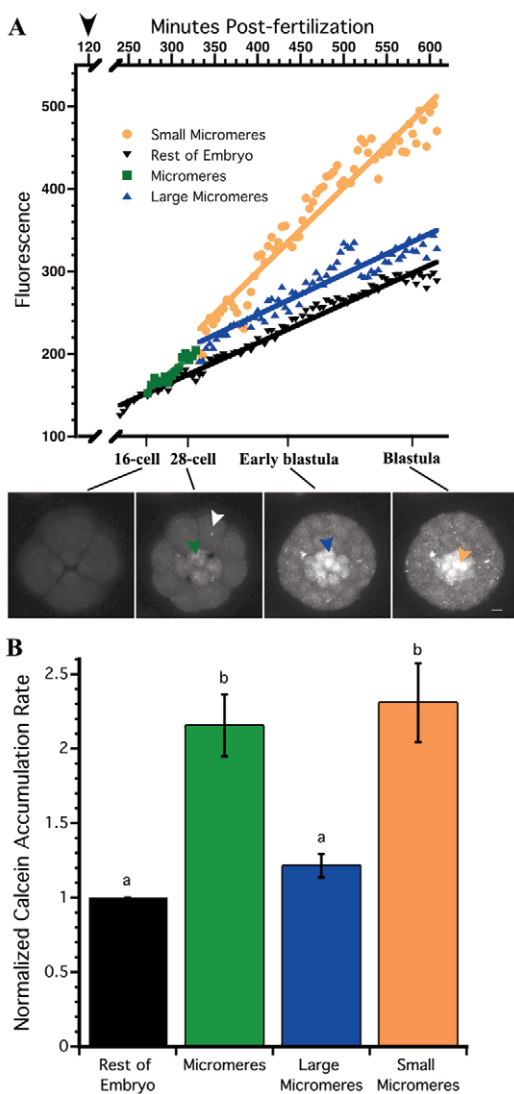 A
Minutes Post-fertilization
120 250 300 350 400 450 500 550 600
500
400
300
200
100
Fluorescence
Small Micromeres
Rest of Embryo
Micromeres
Large Micromeres
16-cell 28-cell Early blastula Blastula
B
Normalized Calcein Accumulation Rate
2.5
2
1.5
1
0.5
0
a
b
a
b
Rest of
Embryo
Micromeres
Large
Micromeres
Small
Micromeres